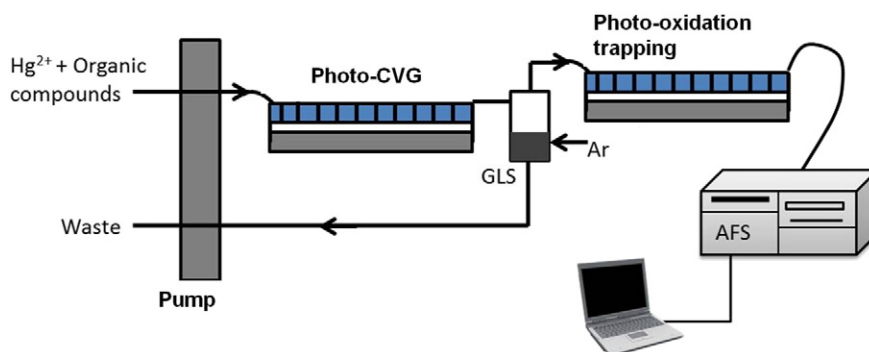 Photo-oxidation
trapping
Hg²⁺ + Organic
compounds
Photo-CVG
Ar
GLS
Waste
AFS
Pump